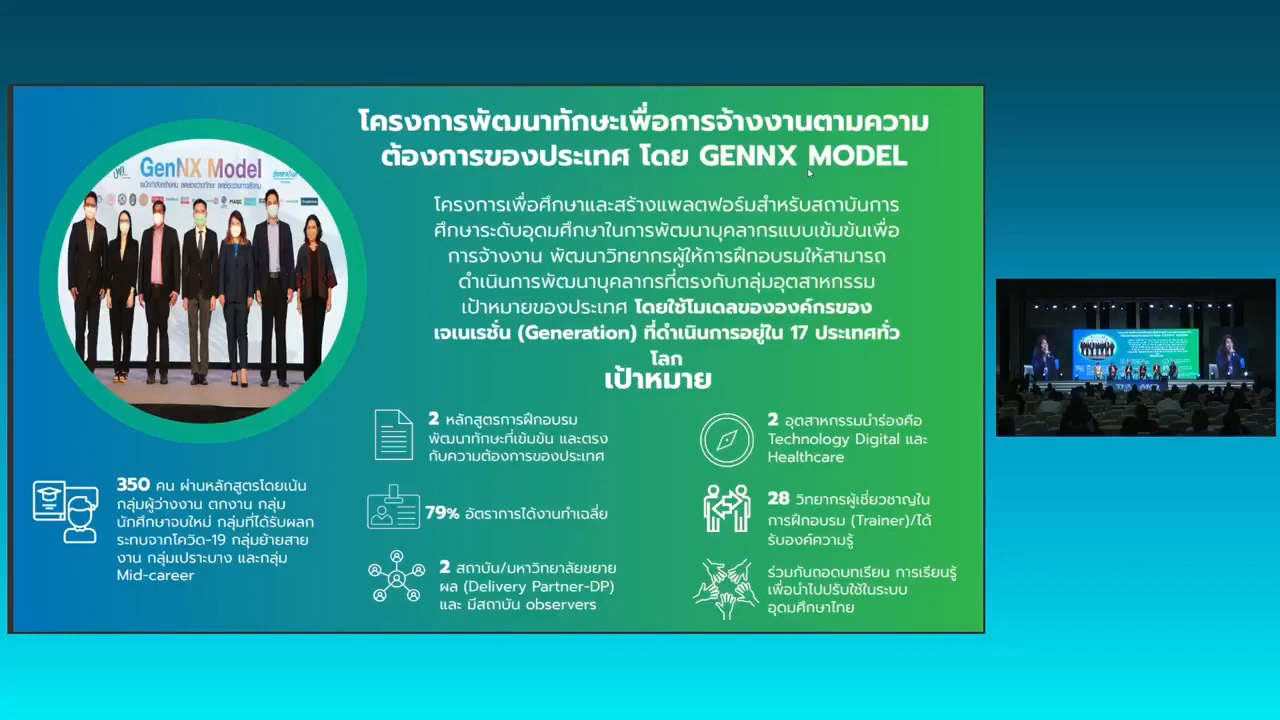 โครงการพัฒนาทักษะเพื่อการจ้างงานตามความ
ต้องการของประเทศ โดย GENNX MODEL
GenNX Model
โครงการเพื่อศึกษาและสร้างแพลตฟอร์มสำหรับสถาบันการ
ศึกษาระดับอุดมศึกษาในการพัฒนาบุคลากรแบบเข้มข้นเพื่อ
การจ้างงาน พัฒนาวิทยากรผู้ให้การฝึกอบรมให้สามารถ
ดำเนินการพัฒนาบุคลากรที่ตรงกับกลุ่มอุตสาหกรรม
เป้าหมายของประเทศ โดยใช้โมเดลขององค์กรของ
เจเนเรชั่น (Generation) ที่ดำเนินการอยู่ใน 17 ประเทศทั่ว
โลก
เป้าหมาย
350 คน ผ่านหลักสูตรโดยเน้น
กลุ่มผู้ว่างงาน ตกงาน กลุ่ม
นักศึกษาจบใหม่ กลุ่มที่ได้รับผลก
ระทบจากโควิด-19 กลุ่มย้ายสาย
งาน กลุ่มเปราะบาง และกลุ่ม
Mid-career
2 หลักสูตรการฝึกอบรม
พัฒนาทักษะที่เข้มข้น และตรง
กับความต้องการของประเทศ
79% อัตราการได้งานทำเฉลี่ย
2 สถาบัน/มหาวิทยาลัยขยาย
ผล (Delivery Partner-DP)
และ มีสถาบัน observers
2 อุตสาหกรรมนำร่องคือ
Technology Digital และ
Healthcare
28 วิทยากรผู้เชี่ยวชาญใน
การฝึกอบรม (Trainer)/ได้
รับองค์ความรู้
ร่วมกันถอดบทเรียน การเรียนรู้
เพื่อนำไปปรับใช้ในระบบ
อุดมศึกษาไทย